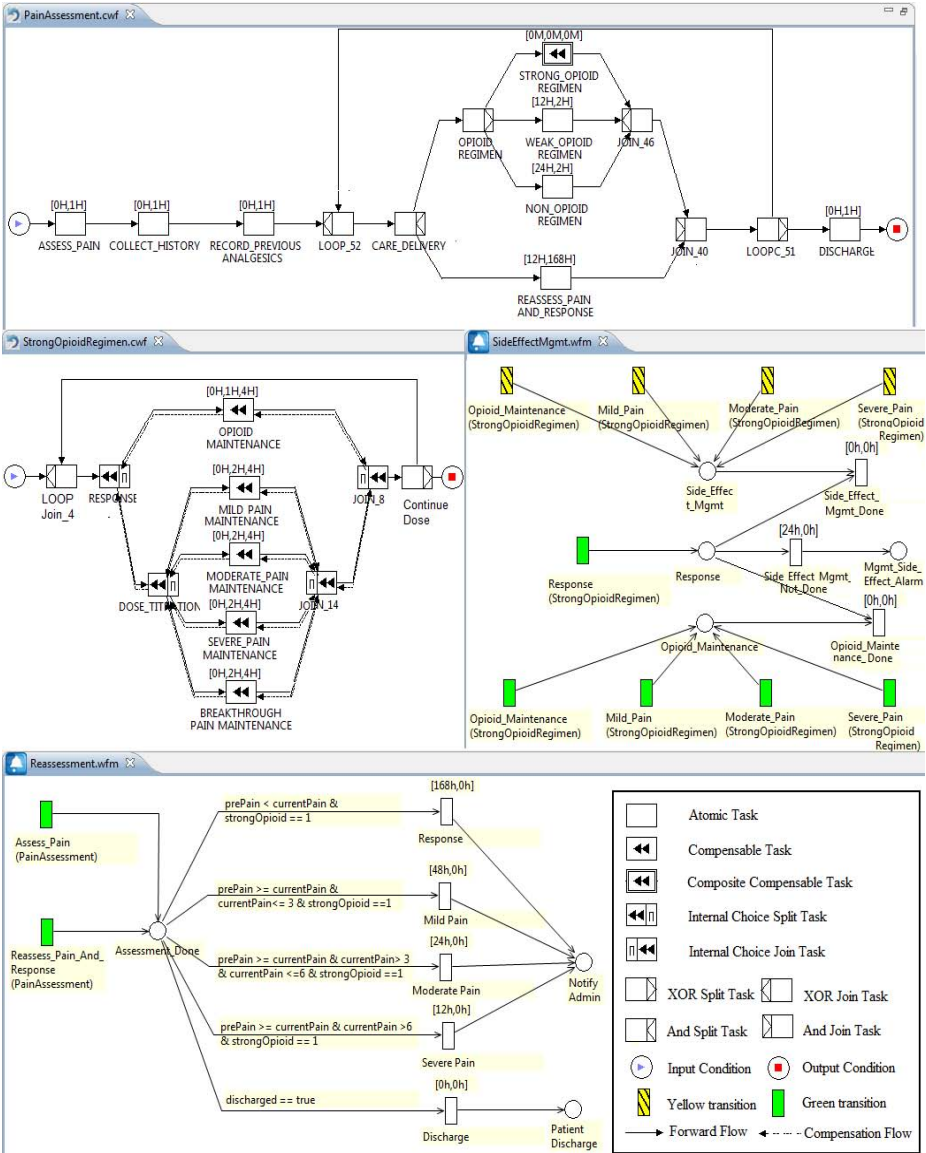 PainAssessment.cwf
[0M,0M,0M]
STRONG_OPIOID
REGIMEN
[12H,2H]
OPIOID
REGIMEN
WEAK_OPIOID
REGIMEN
JOIN_46
[24H,2H]
NON_OPIOID
REGIMEN
[0H,1H]
[0H,1H]
[0H,1H]
[0H,1H]
ASSESS_PAIN
COLLECT_HISTORY
RECORD_PREVIOUS
ANALGESICS
LOOP_52
CARE_DELIVERY
JOIN_40
LOOPC_51
DISCHARGE
[12H,168H]
REASSESS_PAIN
AND_RESPONSE
StrongOpioidRegimen.cwf
[0H,1H,4H]
OPIOID
MAINTENANCE
[0H,2H,4H]
LOOP
Join_4
RESPONSE
MILD_PAIN
MAINTENANCE
JOIN_8
Continue
Dose
[0H,2H,4H]
MODERATE_PAIN
MAINTENANCE
DOSE_TITRATION
JOIN_14
[0H,2H,4H]
SEVERE_PAIN
MAINTENANCE
[0H,2H,4H]
BREAKTHROUGH
PAIN MAINTENANCE
SideEffectMgmt.wfm
Opioid_Maintenance
(StrongOpioidRegimen)
Mild_Pain
(StrongOpioidRegimen)
Moderate_Pain
(StrongOpioidRegimen)
Severe_Pain
(StrongOpioid
Regimen)
[0h,0h]
Side_Effec
t_Mgmt
Side_Effect_
Mgmt_Done
[24h,0h]
Response
(StrongOpioidRegimen)
Response
Side Effect Mgmt_
Not_Done
Mgmt_Side_
Effect_Alarm
[0h,0h]
Opioid_Maintenance
Opioid_Mainte
nance_Done
Opioid_Maintenance
(StrongOpioidRegimen)
Mild_Pain
(StrongOpioidRegimen)
Moderate_Pain
(StrongOpioidRegimen)
Severe_Pain
(StrongOpioid
Regimen)
Reassessment.wfm
[168h,0h]
prePain < currentPain &
strongOpioid == 1
Response
Assess_Pain
(PainAssessment)
[48h,0h]
prePain >= currentPain &
currentPain<= 3 & strongOpioid ==1
Mild Pain
Reassess_Pain_And_
Response
(PainAssessment)
Assessment_Done
[24h,0h]
prePain >= currentPain & currentPain> 3
& currentPain <=6 & strongOpioid ==1
Moderate Pain
Notify
Admin
[12h,0h]
prePain >= currentPain & currentPain >6
& strongOpioid == 1
Severe Pain
[0h,0h]
discharged == true
Discharge
Patient
Discharge
Atomic Task
Compensable Task
Composite Compensable Task
Internal Choice Split Task
Internal Choice Join Task
XOR Split Task
XOR Join Task
And Split Task
And Join Task
Input Condition
Output Condition
Yellow transition
Green transition
Forward Flow
Compensation Flow